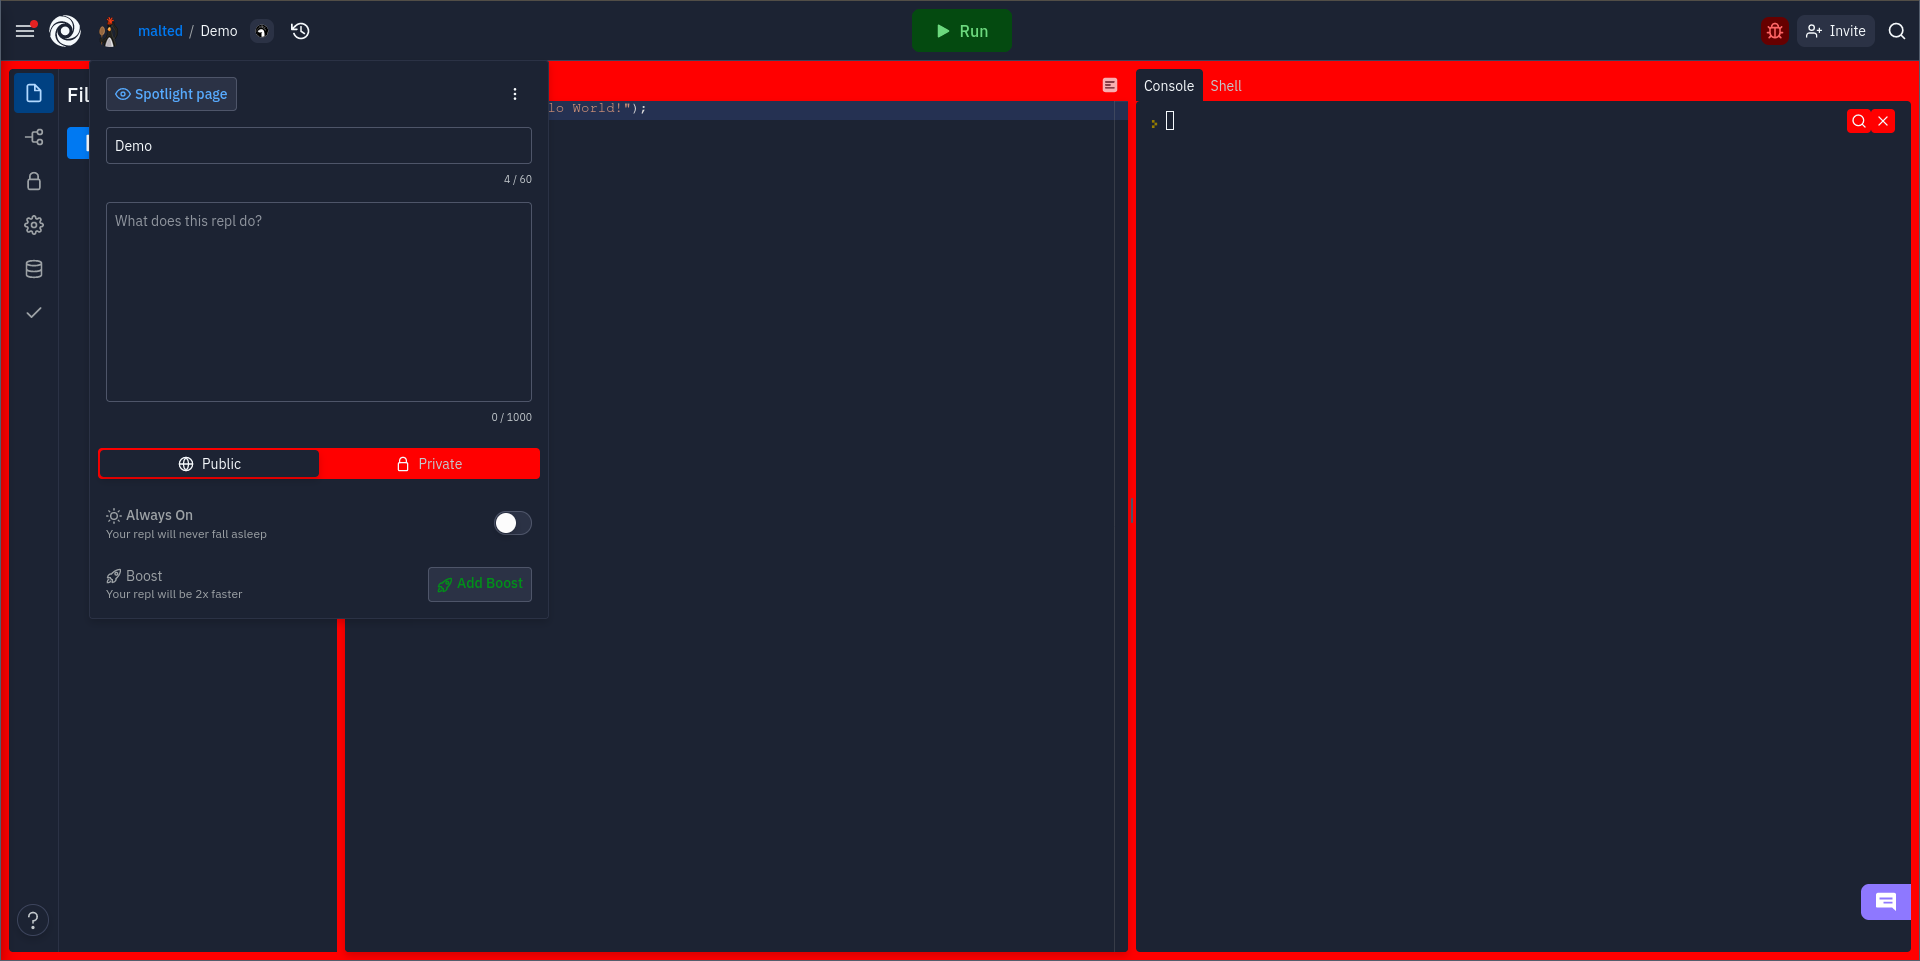 malted / Demo
Run
Invite
Fil
Spotlight page
lo World!");
Console
Shell
Demo
4 / 60
What does this repl do?
0 / 1000
Public
Private
Always On
Your repl will never fall asleep
Boost
Your repl will be 2x faster
Add Boost
?